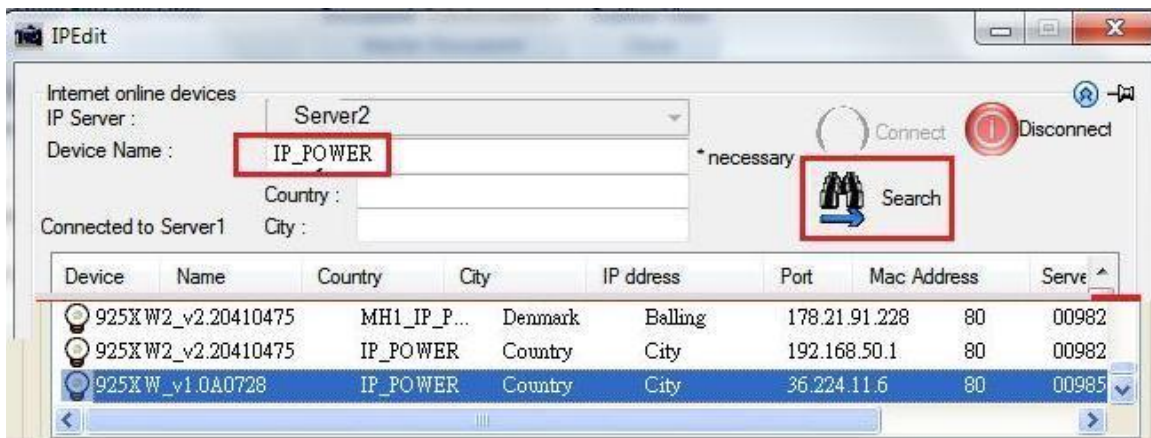 IPEdit
Internet online devices
IP Server : Server2
Connect Disconnect
Device Name : IP_POWER * necessary
Country : Search
Connected to Server1 City :
Device Name Country City IP ddress Port Mac Address Serve
925XW2_v2.20410475 MH1_IP_P... Denmark Balling 178.21.91.228 80 00982
925XW2_v2.20410475 IP_POWER Country City 192.168.50.1 80 00982
925XW_v1.0A0728 IP_POWER Country City 36.224.11.6 80 00985